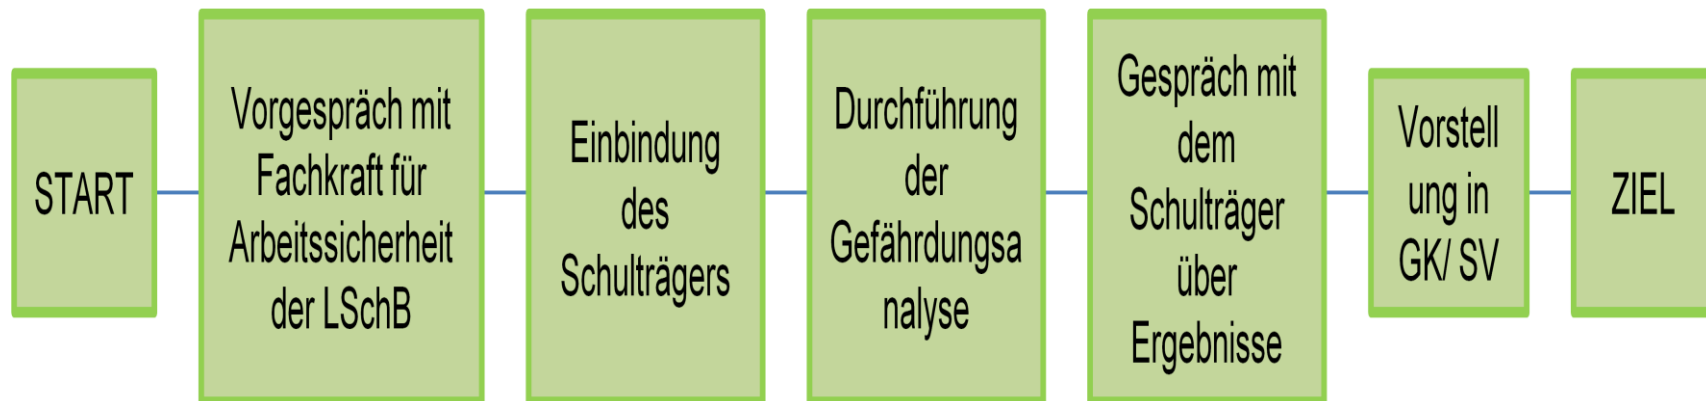 START
Vorgespräch mit
Fachkraft für
Arbeitssicherheit
der LSchB
Einbindung
des
Schulträgers
Durchführung
der
Gefährdungsa
nalyse
Gespräch mit
dem
Schulträger
über
Ergebnisse
Vorstell
ung in
GK/ SV
ZIEL